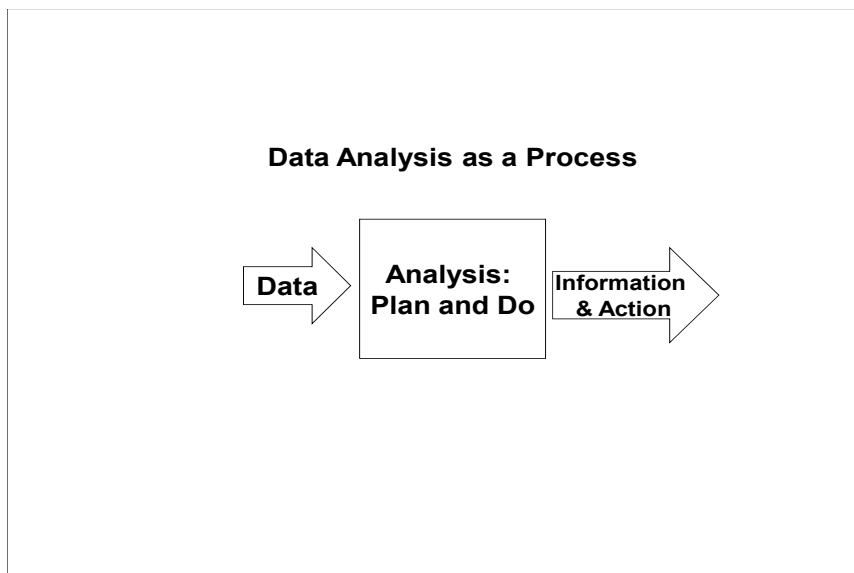 Data Analysis as a Process
Data
Analysis:
Plan and Do
Information
& Action